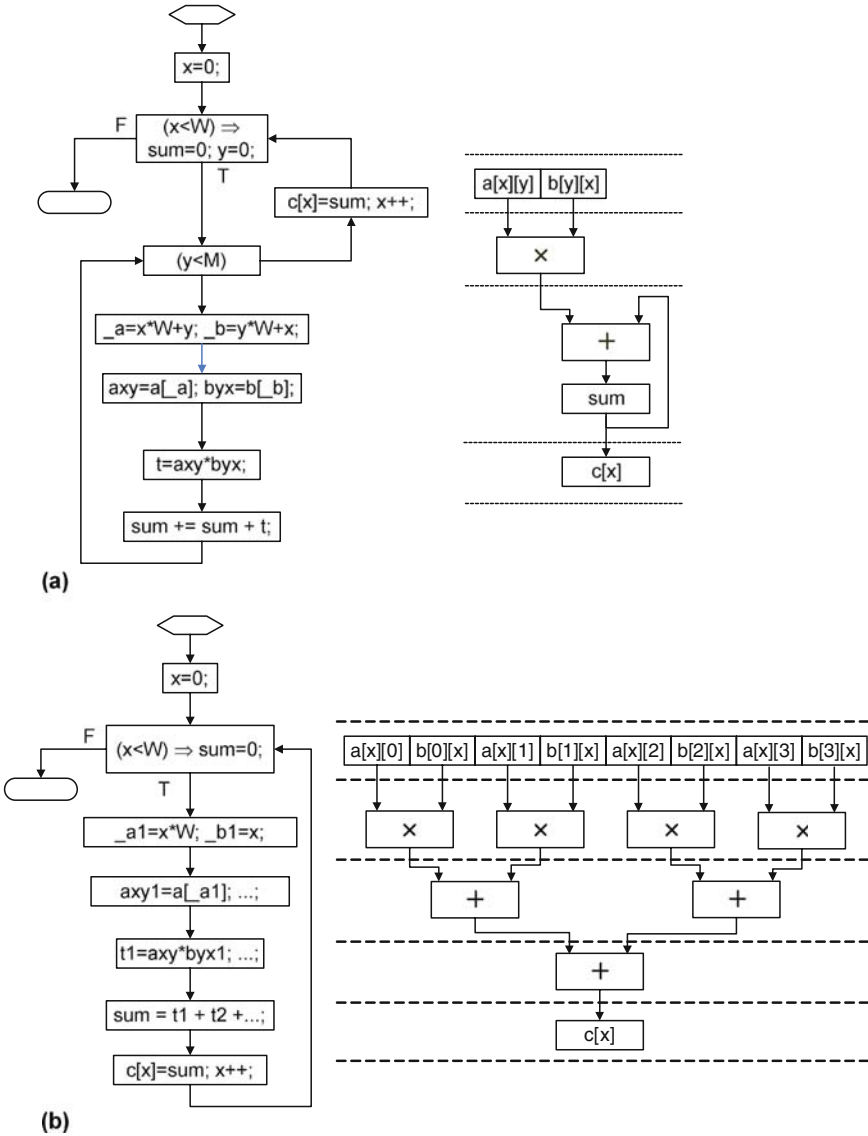 x=0;
F
(x<W) ⇒
sum=0; y=0;
T
c[x]=sum; x++;
(y<M)
_a=x*W+y; _b=y*W+x;
axy=a[_a]; byx=b[_b];
t=axy*byx;
sum += sum + t;
a[x][y] b[y][x]
×
+
sum
c[x]
(a)
x=0;
F
(x<W) ⇒ sum=0;
T
_a1=x*W; _b1=x;
axy1=a[_a1]; ...;
t1=axy*byx1; ...;
sum = t1 + t2 +...;
c[x]=sum; x++;
a[x][0] b[0][x] a[x][1] b[1][x] a[x][2] b[2][x] a[x][3] b[3][x]
× × × ×
+ +
+
c[x]
(b)